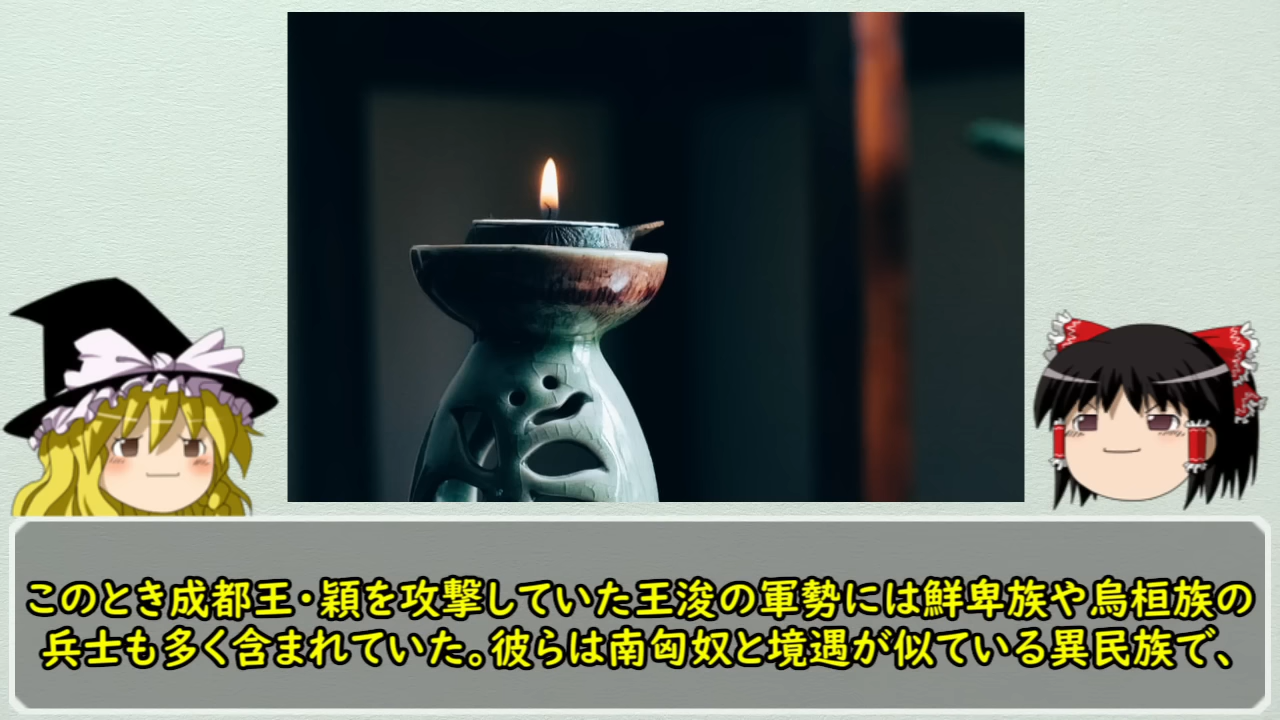 このとき成都王・穎を攻撃していた王浚の軍勢には鮮卑族や烏桓族の
兵士も多く含まれていた。彼らは南匈奴と境遇が似ている異民族で、